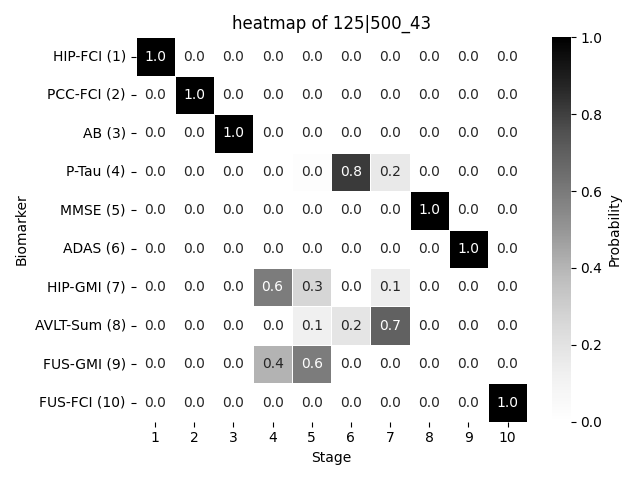 heatmap of 125|500_43
HIP-FCI (1) 1.0 0.0 0.0 0.0 0.0 0.0 0.0 0.0 0.0 0.0
PCC-FCI (2) 0.0 1.0 0.0 0.0 0.0 0.0 0.0 0.0 0.0 0.0
AB (3) 0.0 0.0 1.0 0.0 0.0 0.0 0.0 0.0 0.0 0.0
P-Tau (4) 0.0 0.0 0.0 0.0 0.0 0.8 0.2 0.0 0.0 0.0
MMSE (5) 0.0 0.0 0.0 0.0 0.0 0.0 0.0 1.0 0.0 0.0
ADAS (6) 0.0 0.0 0.0 0.0 0.0 0.0 0.0 0.0 1.0 0.0
HIP-GMI (7) 0.0 0.0 0.0 0.6 0.3 0.0 0.1 0.0 0.0 0.0
AVLT-Sum (8) 0.0 0.0 0.0 0.0 0.1 0.2 0.7 0.0 0.0 0.0
FUS-GMI (9) 0.0 0.0 0.0 0.4 0.6 0.0 0.0 0.0 0.0 0.0
FUS-FCI (10) 0.0 0.0 0.0 0.0 0.0 0.0 0.0 0.0 0.0 1.0
1 2 3 4 5 6 7 8 9 10
Stage
Biomarker
1.0
0.8
0.6
0.4
0.2
0.0
Probability